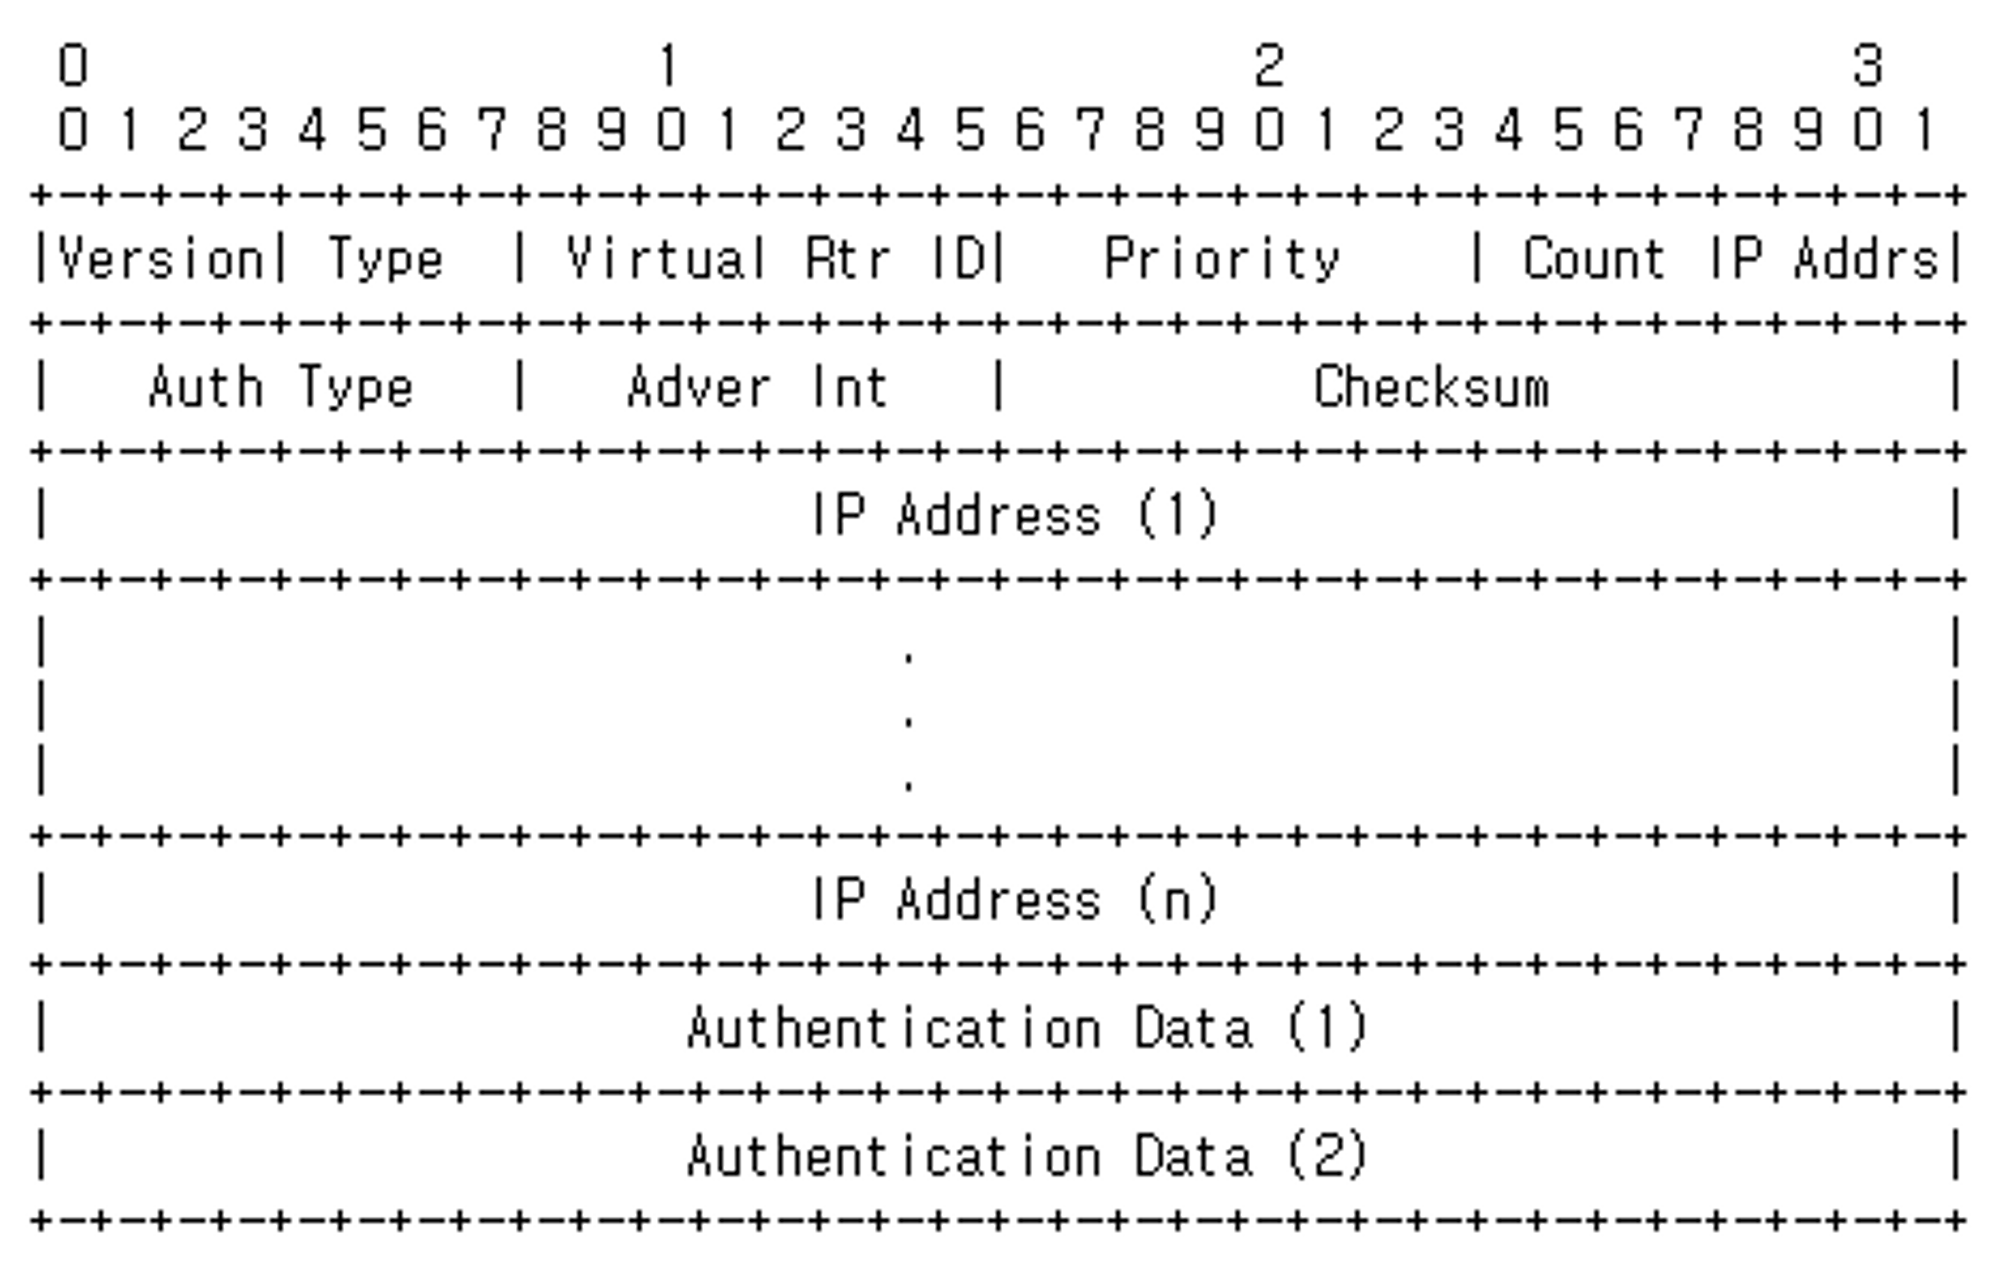 0                   1                   2                   3
 0 1 2 3 4 5 6 7 8 9 0 1 2 3 4 5 6 7 8 9 0 1 2 3 4 5 6 7 8 9 0 1
+-+-+-+-+-+-+-+-+-+-+-+-+-+-+-+-+-+-+-+-+-+-+-+-+-+-+-+-+-+-+-+-+
|Version| Type  | Virtual Rtr ID|   Priority    | Count IP Addrs|
+-+-+-+-+-+-+-+-+-+-+-+-+-+-+-+-+-+-+-+-+-+-+-+-+-+-+-+-+-+-+-+-+
|   Auth Type   |   Adver Int   |          Checksum             |
+-+-+-+-+-+-+-+-+-+-+-+-+-+-+-+-+-+-+-+-+-+-+-+-+-+-+-+-+-+-+-+-+
|                         IP Address (1)                        |
+-+-+-+-+-+-+-+-+-+-+-+-+-+-+-+-+-+-+-+-+-+-+-+-+-+-+-+-+-+-+-+-+
|                            .                                  |
|                            .                                  |
|                            .                                  |
+-+-+-+-+-+-+-+-+-+-+-+-+-+-+-+-+-+-+-+-+-+-+-+-+-+-+-+-+-+-+-+-+
|                         IP Address (n)                        |
+-+-+-+-+-+-+-+-+-+-+-+-+-+-+-+-+-+-+-+-+-+-+-+-+-+-+-+-+-+-+-+-+
|                     Authentication Data (1)                   |
+-+-+-+-+-+-+-+-+-+-+-+-+-+-+-+-+-+-+-+-+-+-+-+-+-+-+-+-+-+-+-+-+
|                     Authentication Data (2)                   |
+-+-+-+-+-+-+-+-+-+-+-+-+-+-+-+-+-+-+-+-+-+-+-+-+-+-+-+-+-+-+-+-+